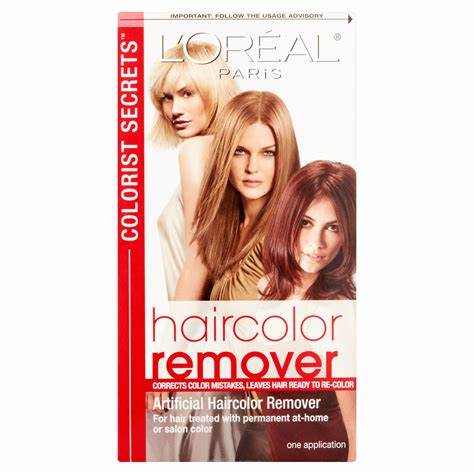 IMPORTANT: FOLLOW THE USAGE ADVISORY
L'ORÉAL®
PARIS
COLORIST SECRETS™
haircolor
remover
CORRECTS COLOR MISTAKES, LEAVES HAIR READY TO RE-COLOR
Artificial Haircolor Remover
For hair treated with permanent at-home
or salon color
one application